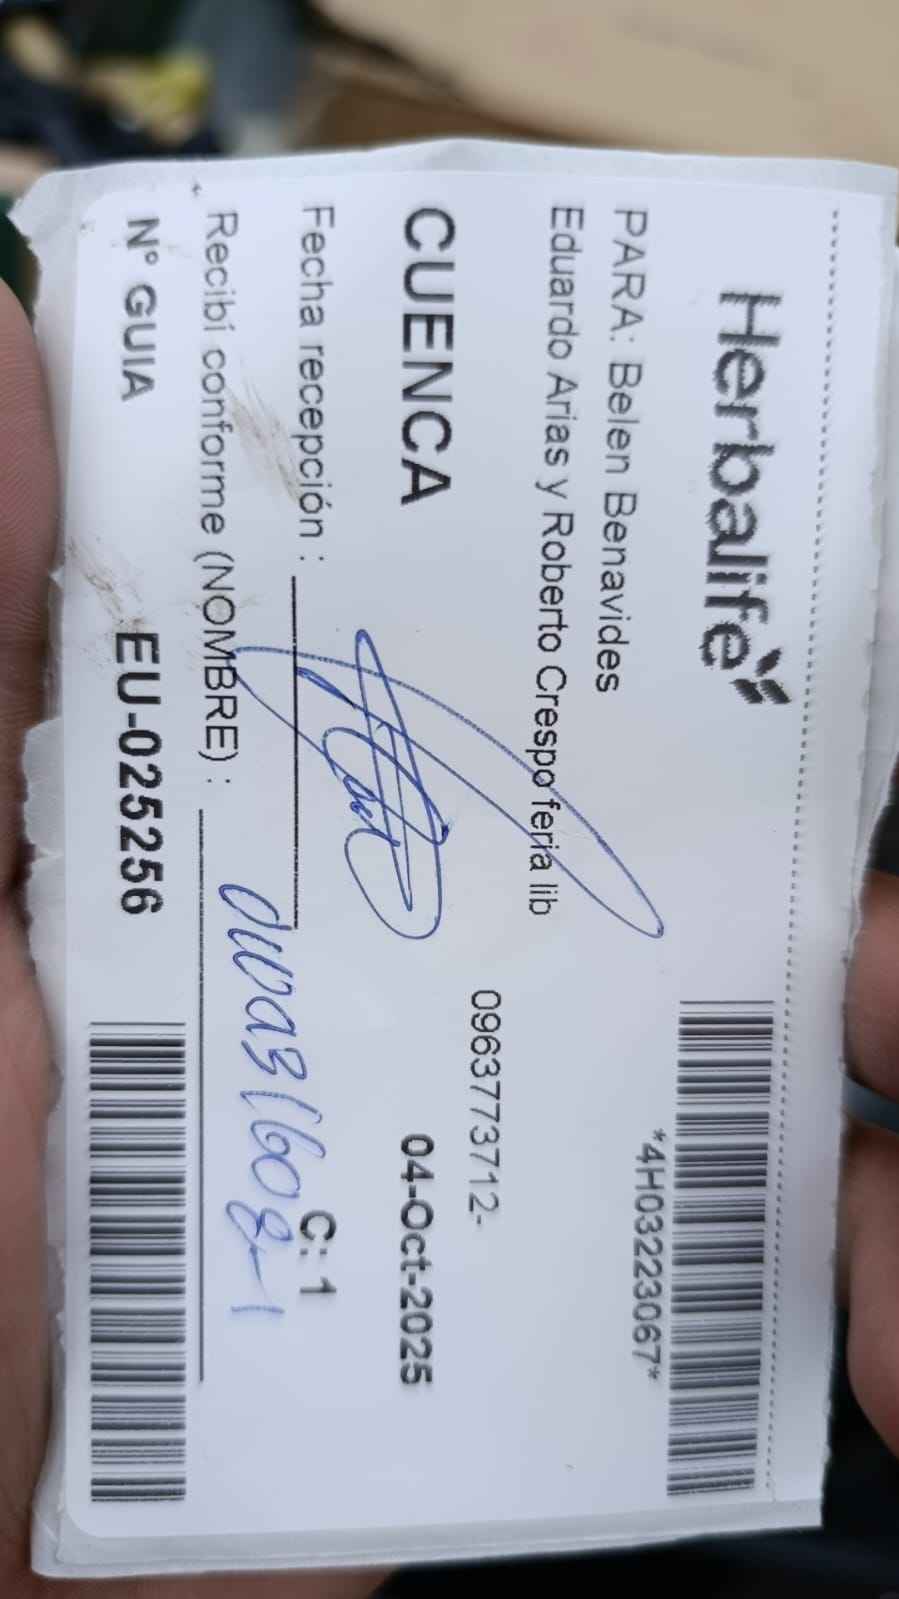 Herbalife
*4H03223067*
PARA: Belen Benavides
Eduardo Arias y Roberto Crespo feria lib
0963773712-
CUENCA
04-Oct-2025
Fecha recepción :
C: 1
Recibí conforme (NOMBRE) :
N° GUIA
EU-025256